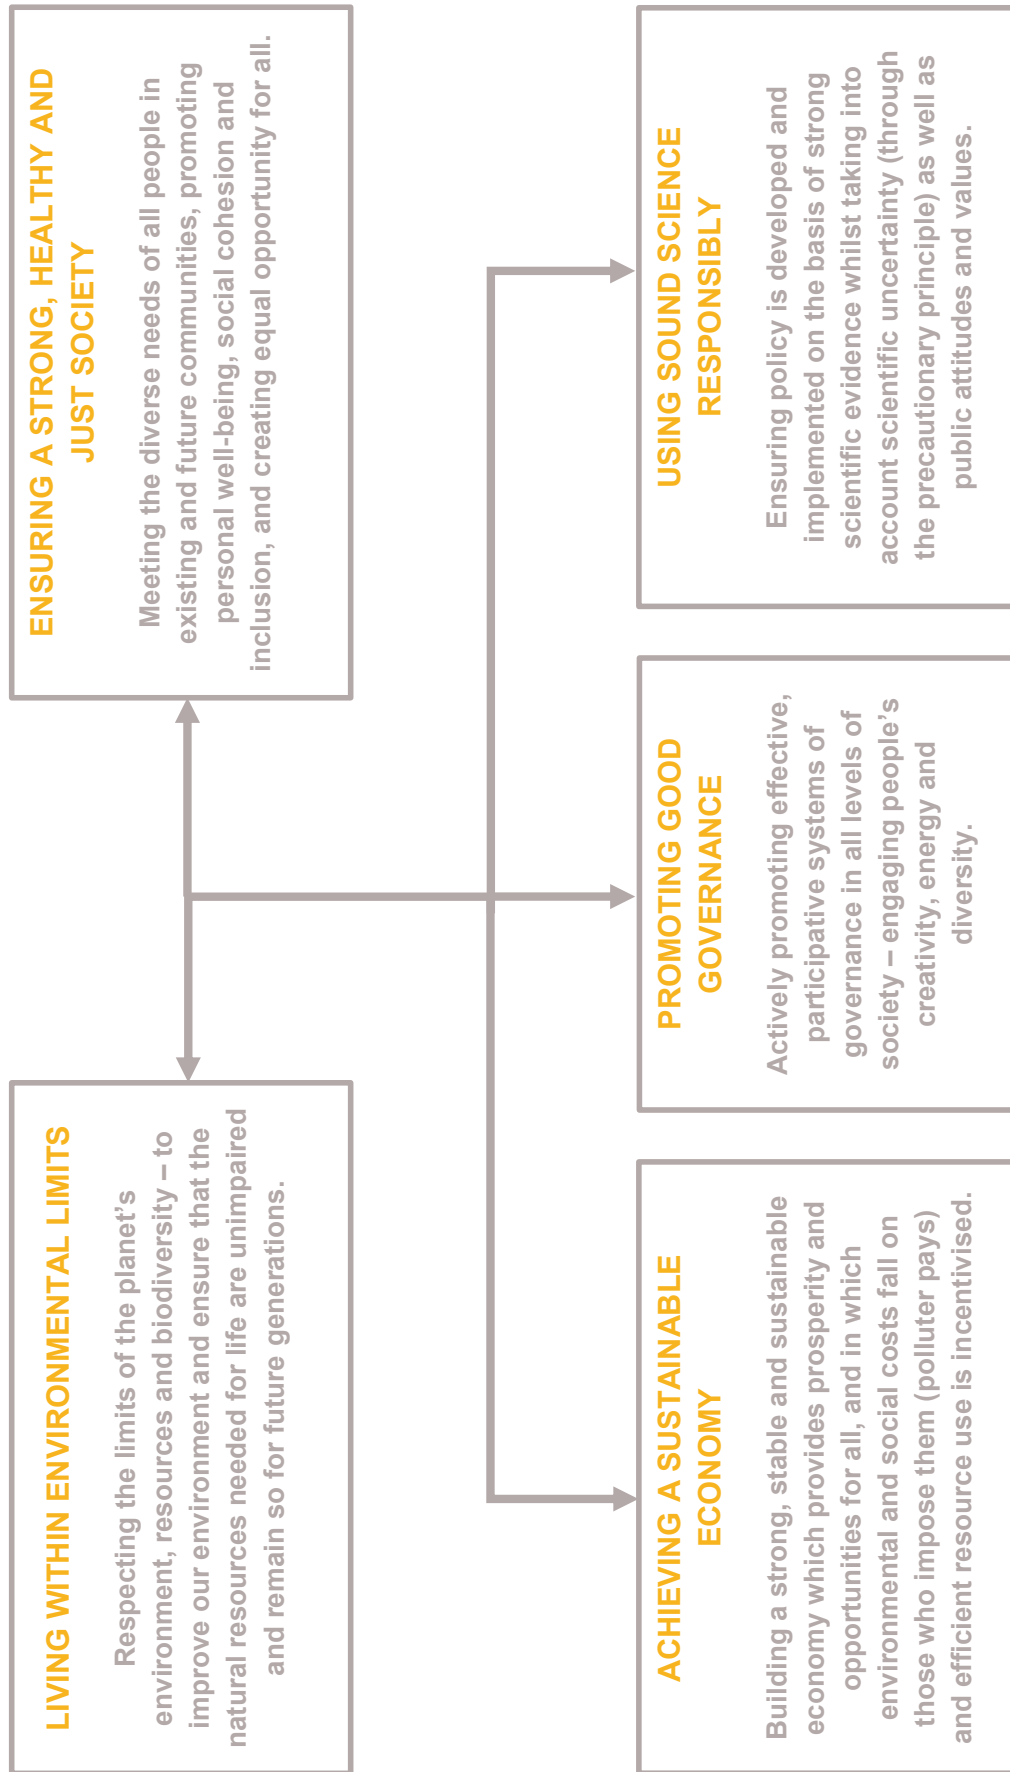 LIVING WITHIN ENVIRONMENTAL LIMITS
Respecting the limits of the planet’s
environment, resources and biodiversity – to
improve our environment and ensure that the
natural resources needed for life are unimpaired
and remain so for future generations.
ENSURING A STRONG, HEALTHY AND
JUST SOCIETY
Meeting the diverse needs of all people in
existing and future communities, promoting
personal well-being, social cohesion and
inclusion, and creating equal opportunity for all.
ACHIEVING A SUSTAINABLE
ECONOMY
Building a strong, stable and sustainable
economy which provides prosperity and
opportunities for all, and in which
environmental and social costs fall on
those who impose them (polluter pays)
and efficient resource use is incentivised.
PROMOTING GOOD
GOVERNANCE
Actively promoting effective,
participative systems of
governance in all levels of
society – engaging people’s
creativity, energy and
diversity.
USING SOUND SCIENCE
RESPONSIBLY
Ensuring policy is developed and
implemented on the basis of strong
scientific evidence whilst taking into
account scientific uncertainty (through
the precautionary principle) as well as
public attitudes and values.